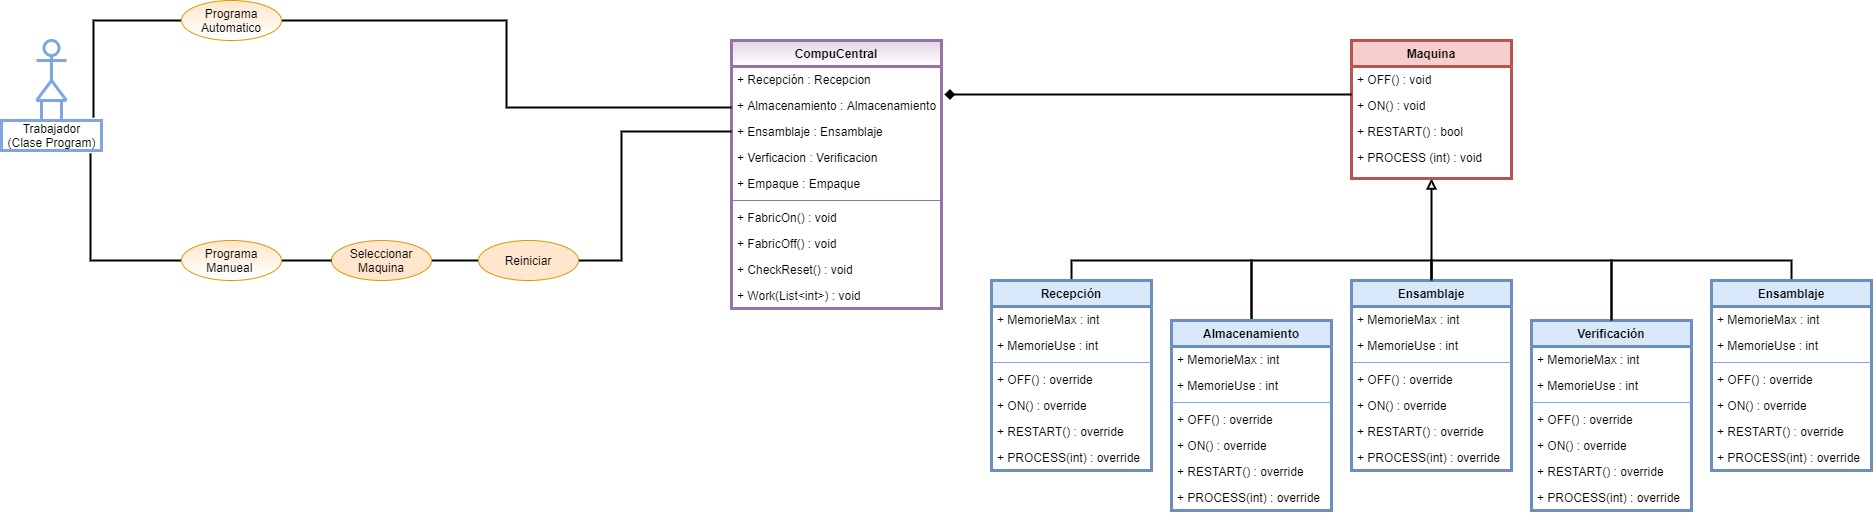 Programa
Automatico
Trabajador
(Clase Program)
Programa
Manueal
Seleccionar
Maquina
Reiniciar
CompuCentral
+ Recepción : Recepcion
+ Almacenamiento : Almacenamiento
+ Ensamblaje : Ensamblaje
+ Verficacion : Verificacion
+ Empaque : Empaque
+ FabricOn() : void
+ FabricOff() : void
+ CheckReset() : void
+ Work(List<int>) : void
Maquina
+ OFF() : void
+ ON() : void
+ RESTART() : bool
+ PROCESS (int) : void
Recepción
+ MemorieMax : int
+ MemorieUse : int
+ OFF() : override
+ ON() : override
+ RESTART() : override
+ PROCESS(int) : override
Almacenamiento
+ MemorieMax : int
+ MemorieUse : int
+ OFF() : override
+ ON() : override
+ RESTART() : override
+ PROCESS(int) : override
Ensamblaje
+ MemorieMax : int
+ MemorieUse : int
+ OFF() : override
+ ON() : override
+ RESTART() : override
+ PROCESS(int) : override
Verificación
+ MemorieMax : int
+ MemorieUse : int
+ OFF() : override
+ ON() : override
+ RESTART() : override
+ PROCESS(int) : override
Ensamblaje
+ MemorieMax : int
+ MemorieUse : int
+ OFF() : override
+ ON() : override
+ RESTART() : override
+ PROCESS(int) : override